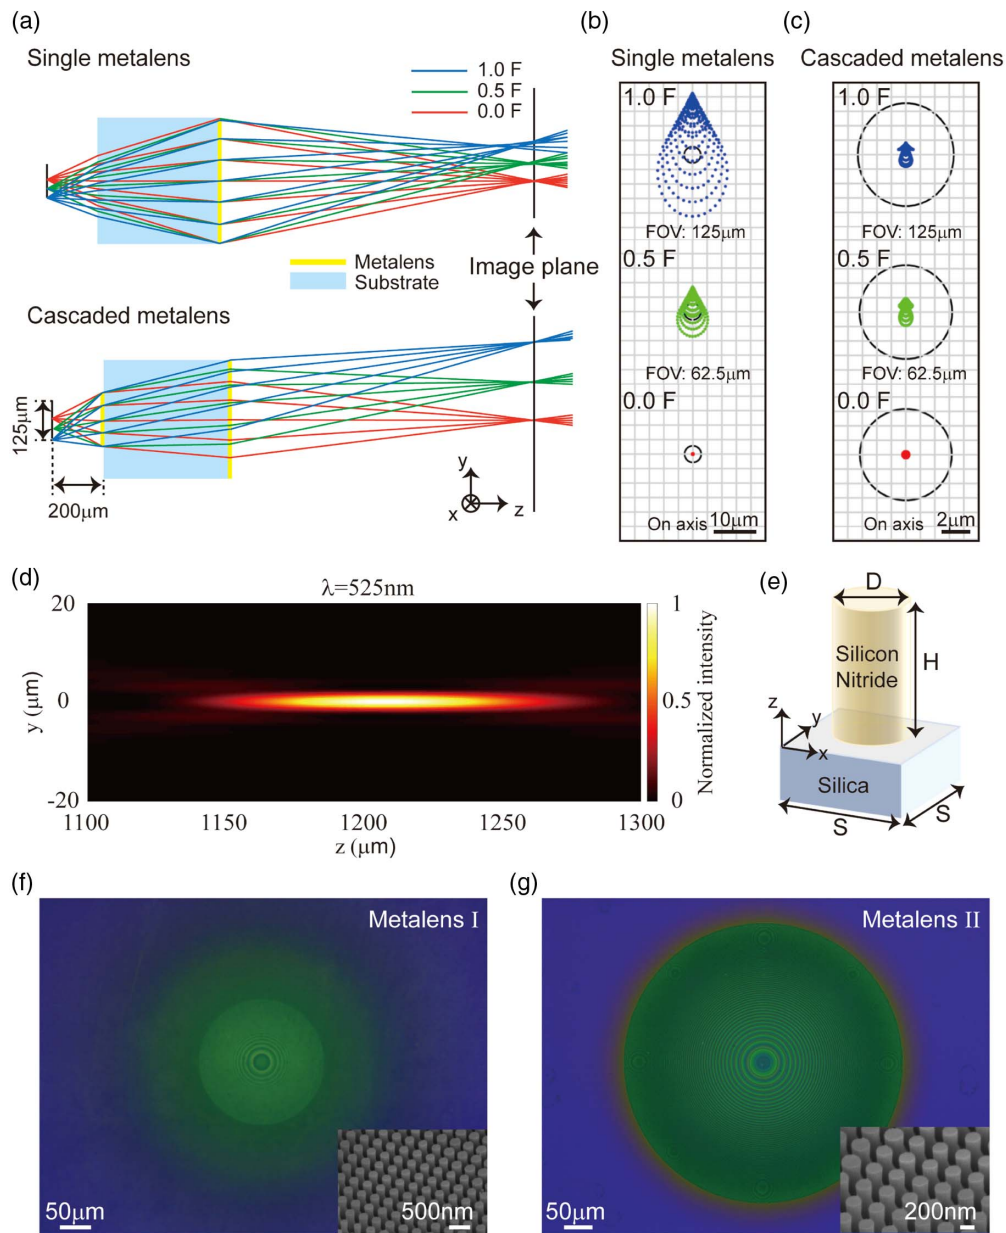 (a)
Single metalens
1.0 F
0.5 F
0.0 F
Metalens
Substrate
Image plane
Cascaded metalens
125μm
200μm
y
x
z
(b)
Single metalens
1.0 F
FOV: 125μm
0.5 F
FOV: 62.5μm
0.0 F
On axis
10μm
(c)
Cascaded metalens
1.0 F
FOV: 125μm
0.5 F
FOV: 62.5μm
0.0 F
On axis
2μm
(d)
λ=525nm
20
0
-20
y (μm)
1100
1150
1200
1250
1300
z (μm)
1
0.5
0
Normalized intensity
(e)
D
H
Silicon
Nitride
z
y
x
Silica
S
S
(f)
Metalens I
50μm
500nm
(g)
Metalens II
50μm
200nm